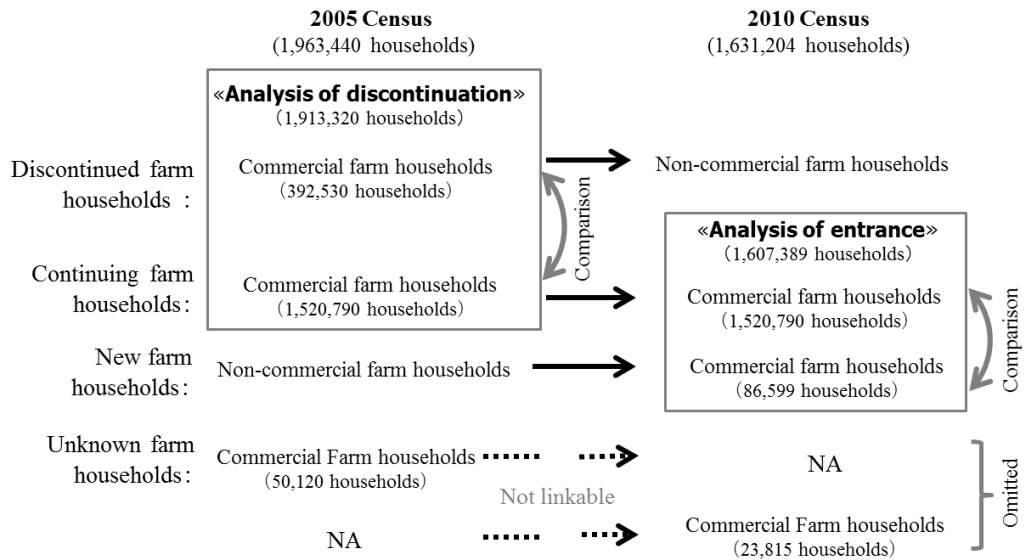 2005 Census
(1,963,440 households)
2010 Census
(1,631,204 households)
«Analysis of discontinuation»
(1,913,320 households)
Discontinued farm
households :
Commercial farm households
(392,530 households)
Non-commercial farm households
Comparison
«Analysis of entrance»
(1,607,389 households)
Continuing farm
households:
Commercial farm households
(1,520,790 households)
Commercial farm households
(1,520,790 households)
New farm
households:
Non-commercial farm households
Commercial farm households
(86,599 households)
Comparison
Unknown farm
households:
Commercial Farm households
(50,120 households)
NA
Not linkable
NA
Commercial Farm households
(23,815 households)
Omitted